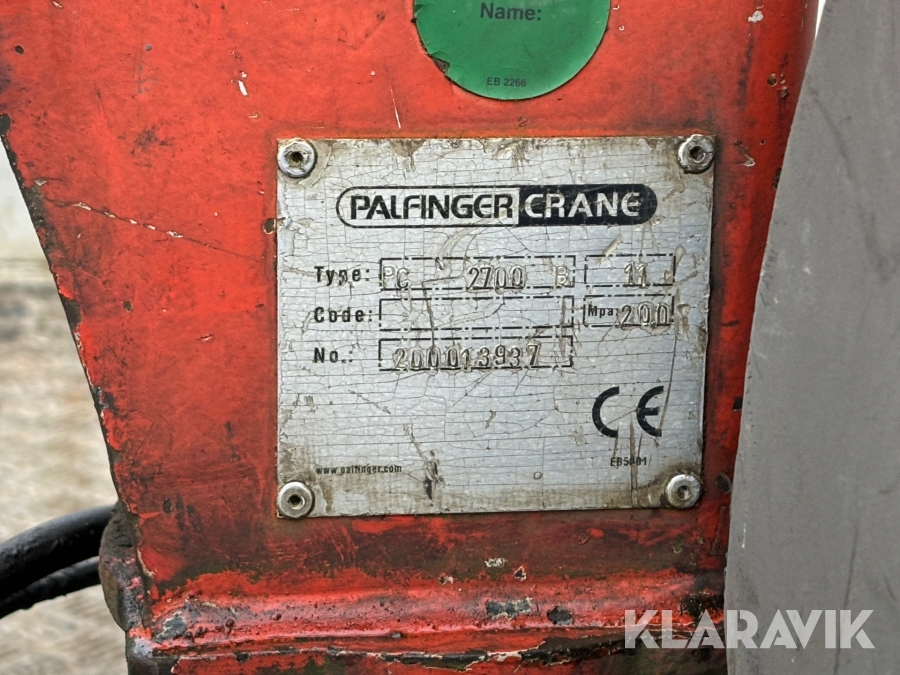 Name:
EB 2266
PALFINGER CRANE
Type: PC 2700 B 11
Code: Mpa: 200
No.: 200013937
CE
www.palfinger.com
KLARAVIK